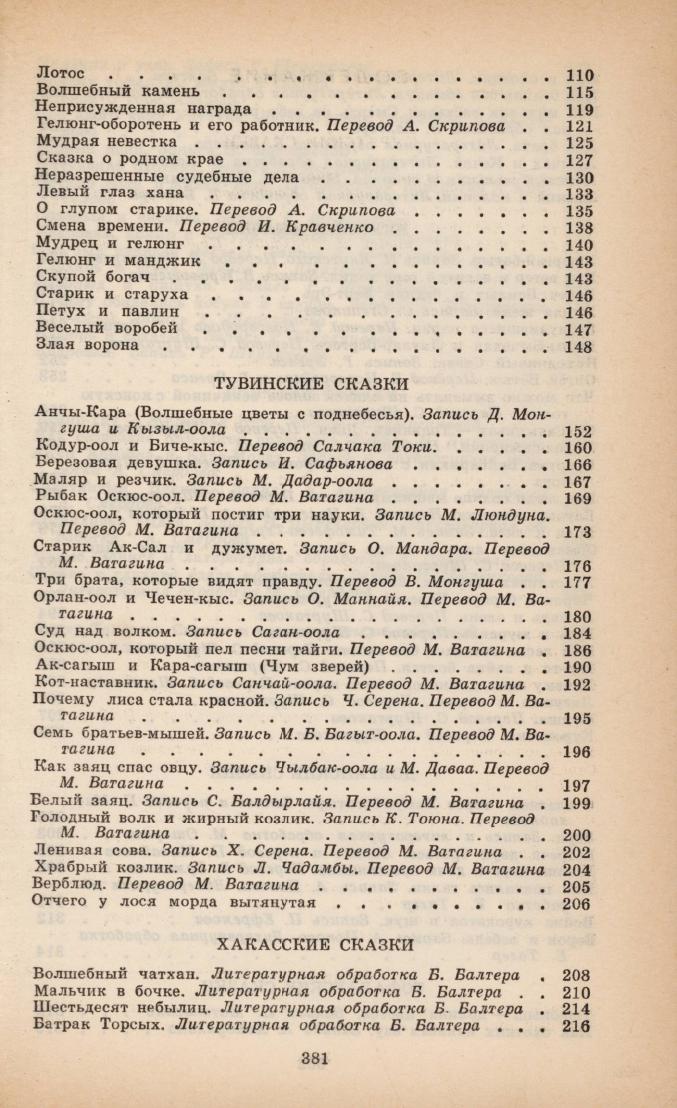 Лотос . . . . . . . . . . . . . . . . . . 110
Волшебный камень . . . . . . . . . . . . . . 115
Неприсужденная награда . . . . . . . . . . . . 119
Гелюнг-оборотень и его работник. Перевод А. Скрипова . . 121
Мудрая невестка . . . . . . . . . . . . . . . 125
Сказка о родном крае . . . . . . . . . . . . . 127
Неразрешенные судебные дела . . . . . . . . . . 130
Левый глаз хана . . . . . . . . . . . . . . . 133
О глупом старике. Перевод А. Скрипова . . . . . . . 135
Смена времени. Перевод И. Кравченко . . . . . . . . 138
Мудрец и гелюнг . . . . . . . . . . . . . . . 140
Гелюнг и манджик . . . . . . . . . . . . . . 143
Скупой богач . . . . . . . . . . . . . . . . 143
Старик и старуха . . . . . . . . . . . . . . . 146
Петух и павлин . . . . . . . . . . . . . . . 146
Веселый воробей . . . . . . . . . . . . . . . 147
Злая ворона . . . . . . . . . . . . . . . . 148
ТУВИНСКИЕ СКАЗКИ
Анчы-Кара (Волшебные цветы с поднебесья). Запись Д. Мон-
гуша и Кызыл-оола . . . . . . . . . . . . . . 152
Кодур-оол и Биче-кыс. Перевод Салчака Токи. . . . . . 160
Березовая девушка. Запись И. Сафьянова . . . . . . . 166
Маляр и резчик. Запись М. Дадар-оола . . . . . . . . 167
Рыбак Оскюс-оол. Перевод М. Ватагина . . . . . . . . 169
Оскюс-оол, который постиг три науки. Запись М. Люндуна.
Перевод М. Ватагина . . . . . . . . . . . . . 173
Старик Ак-Сал и дужумет. Запись О. Мандара. Перевод
М. Ватагина . . . . . . . . . . . . . . . . 176
Три брата, которые видят правду. Перевод В. Монгуша . . 177
Орлан-оол и Чечен-кыс. Запись О. Маннайя. Перевод М. Ва-
тагина . . . . . . . . . . . . . . . . . . 180
Суд над волком. Запись Саган-оола . . . . . . . . . 184
Оскюс-оол, который пел песни тайги. Перевод М. Ватагина . 186
Ак-сагыш и Кара-сагыш (Чум зверей) . . . . . . . . 190
Кот-наставник. Запись Санчай-оола. Перевод М. Ватагина . 192
Почему лиса стала красной. Запись Ч. Серена. Перевод М. Ва-
тагина . . . . . . . . . . . . . . . . . . 195
Семь братьев-мышей. Запись М. Б. Багыт-оола. Перевод М. Ва-
тагина . . . . . . . . . . . . . . . . . . 196
Как заяц спас овцу. Запись Чылбак-оола и М. Даваа. Перевод
М. Ватагина . . . . . . . . . . . . . . . . 197
Белый заяц. Запись С. Балдырлайя. Перевод М. Ватагина . 199
Голодный волк и жирный козлик. Запись К. Тоюна. Перевод
М. Ватагина . . . . . . . . . . . . . . . . 200
Ленивая сова. Запись Х. Серена. Перевод М. Ватагина . . 202
Храбрый козлик. Запись Л. Чадамбы. Перевод М. Ватагина 204
Верблюд. Перевод М. Ватагина . . . . . . . . . . . 205
Отчего у лося морда вытянутая . . . . . . . . . . 206
ХАКАССКИЕ СКАЗКИ
Волшебный чатхан. Литературная обработка Б. Балтера . 208
Мальчик в бочке. Литературная обработка Б. Балтера . . 210
Шестьдесят небылиц. Литературная обработка Б. Балтера . 214
Батрак Торсых. Литературная обработка Б. Балтера . . . 216
381